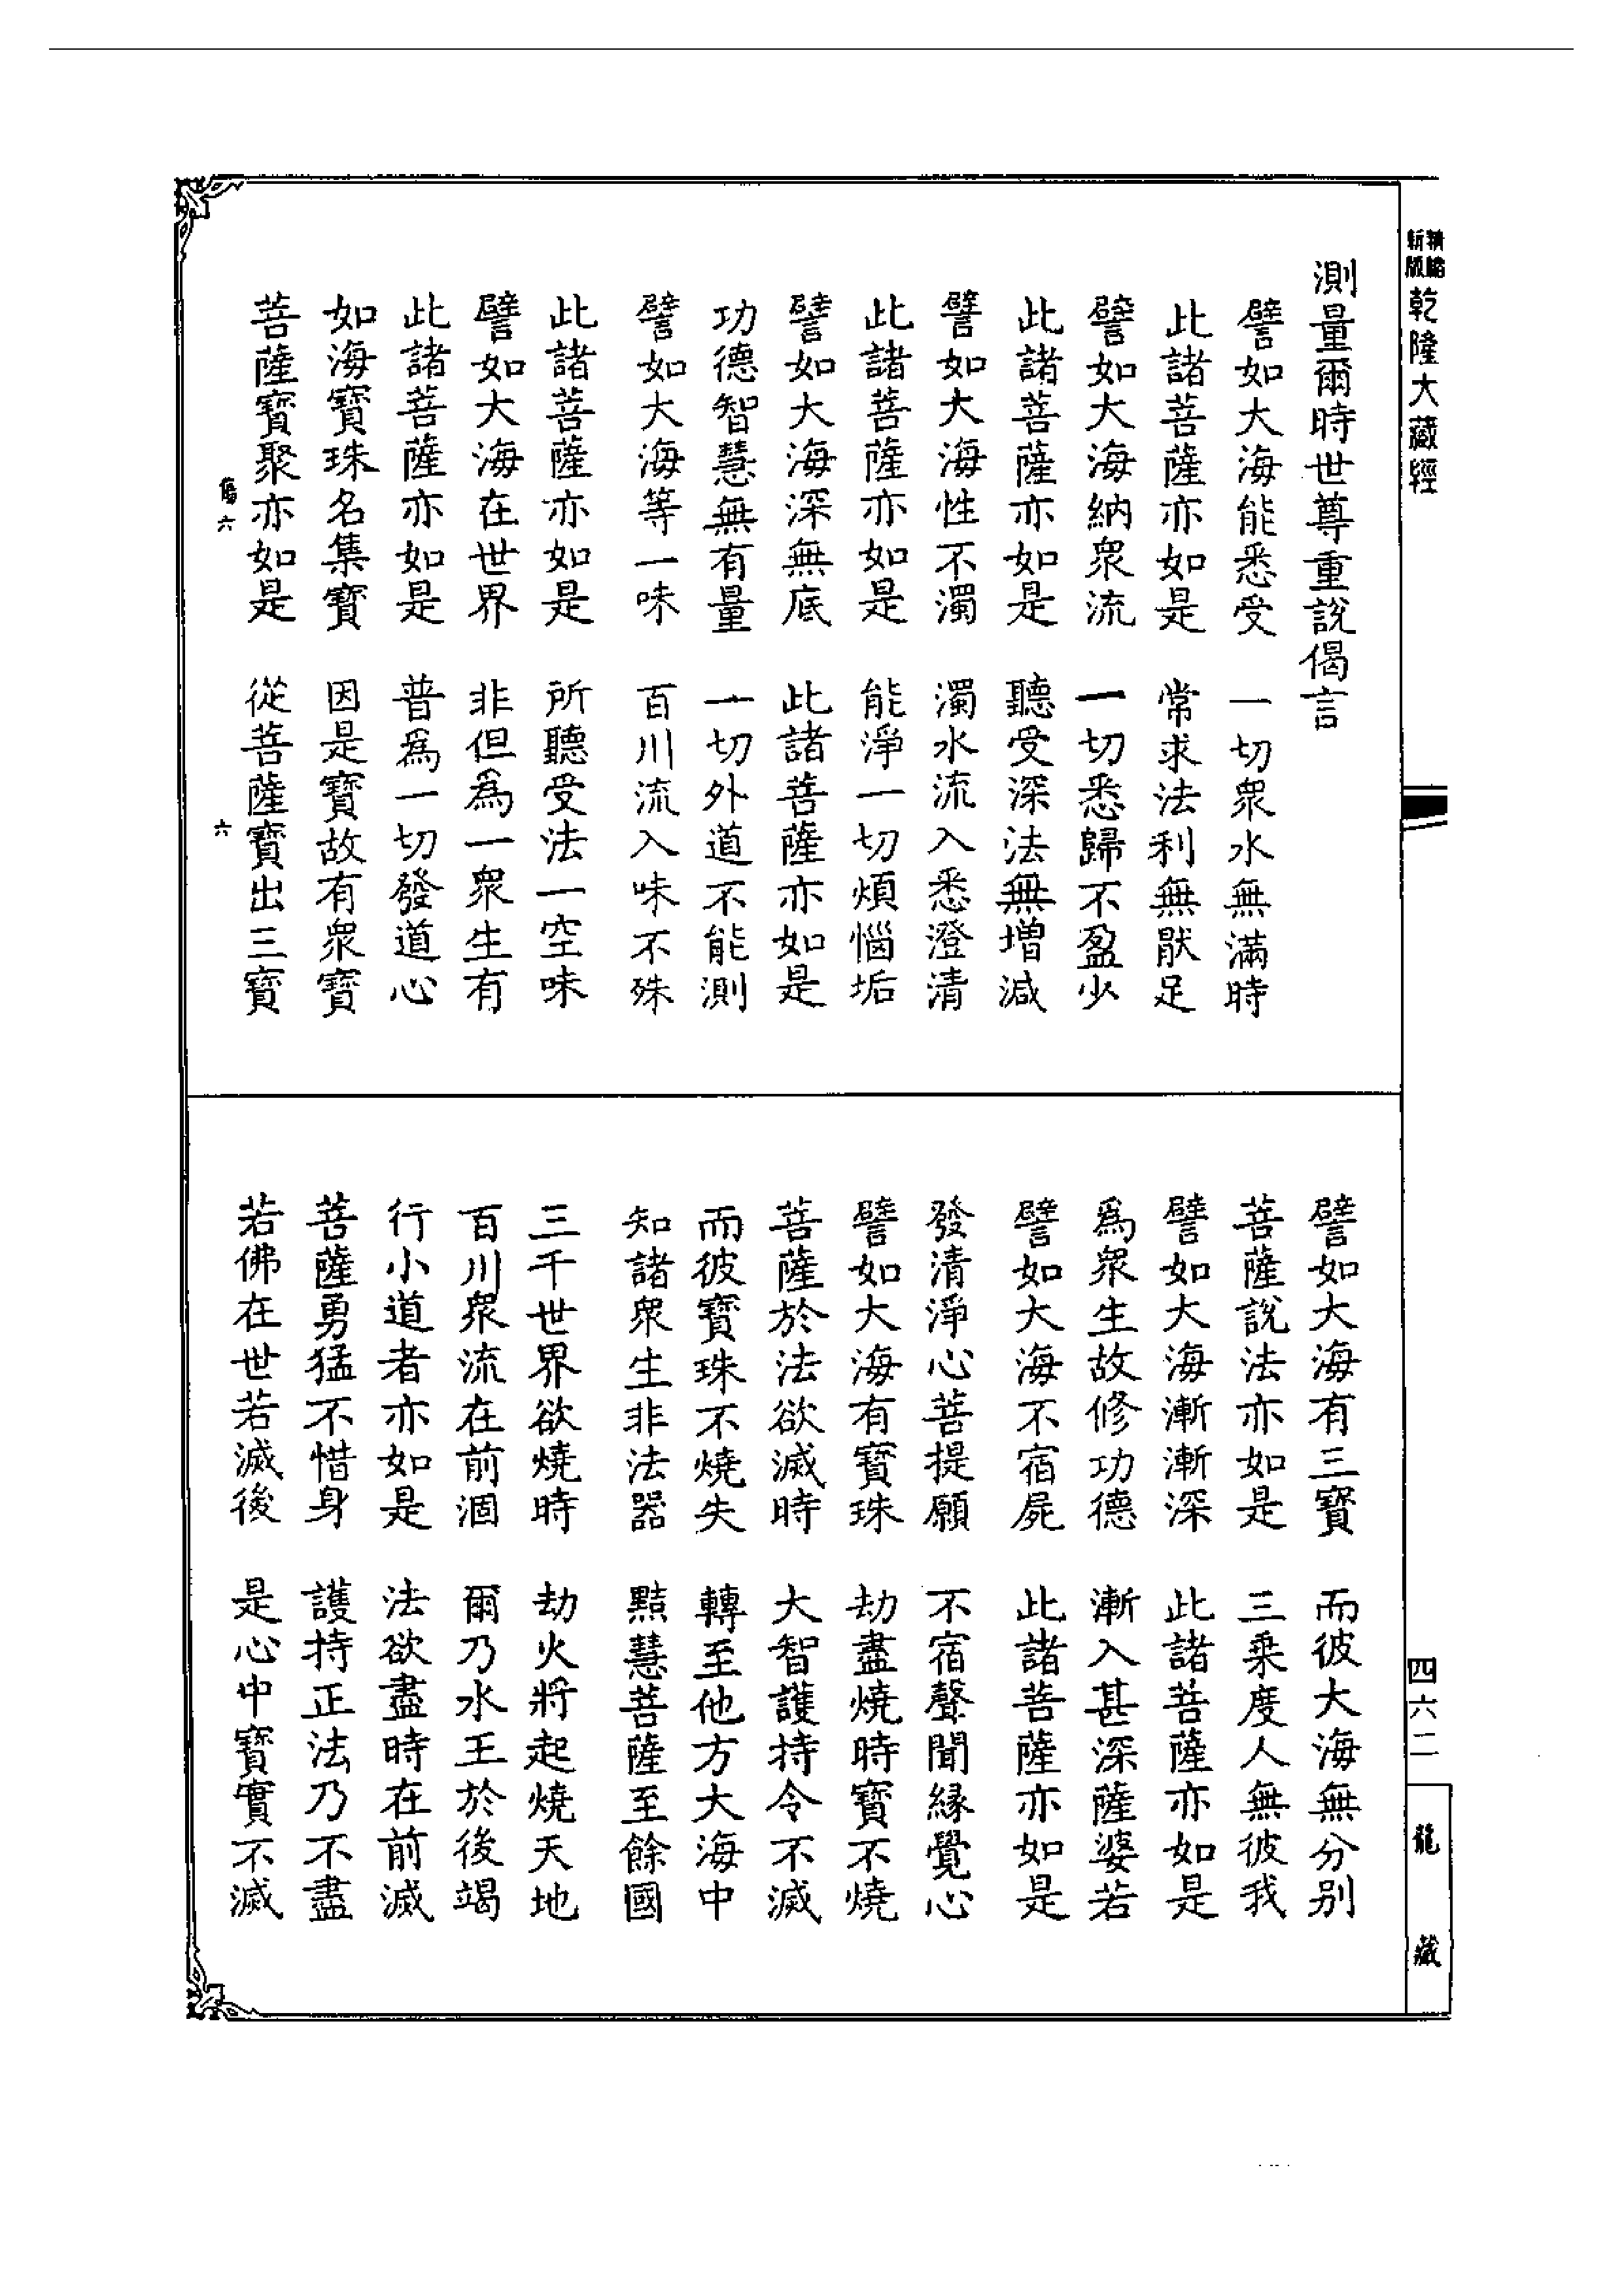 乾隆大藏經
測量爾時世尊重說偈言
譬如大海能悉受　一切衆水無滿時
此諸菩薩亦如是　常求法利無猒足
譬如大海納衆流　一切悉歸不盈少
此諸菩薩亦如是　聽受深法無增減
譬如大海性不濁　濁水流入悉澄清
此諸菩薩亦如是　能淨一切煩惱垢
譬如大海深無底　此諸菩薩亦如是
功德智慧無有量　一切外道不能測
譬如大海等一味　百川流入味不殊
此諸菩薩亦如是　所聽受法一空味
譬如大海在世界　非但爲一衆生有
此諸菩薩亦如是　普爲一切發道心
如海寶珠名集寶　因是寶故有衆寶
菩薩寶聚亦如是　從菩薩寶出三寶
六　六
譬如大海有三寶　而彼大海無分别
菩薩說法亦如是　三乘度人無彼我
譬如大海漸漸深　此諸菩薩亦如是
爲衆生故修功德　漸入甚深薩婆若
譬如大海不宿屍　此諸菩薩亦如是
發清淨心菩提願　不宿聲聞縁覺心
譬如大海有寶珠　劫盡燒時寶不燒
菩薩於法欲滅時　大智護持令不滅
而彼寶珠不燒失　轉至他方大海中
知諸衆生非法器　黠慧菩薩至餘國
三千世界欲燒時　劫火將起燒天地
百川衆流在前涸　爾乃水王於後竭
行小道者亦如是　法欲盡時在前滅
菩薩勇猛不惜身　護持正法乃不盡
若佛在世若滅後　是心中寶實不滅
四六二
龍藏